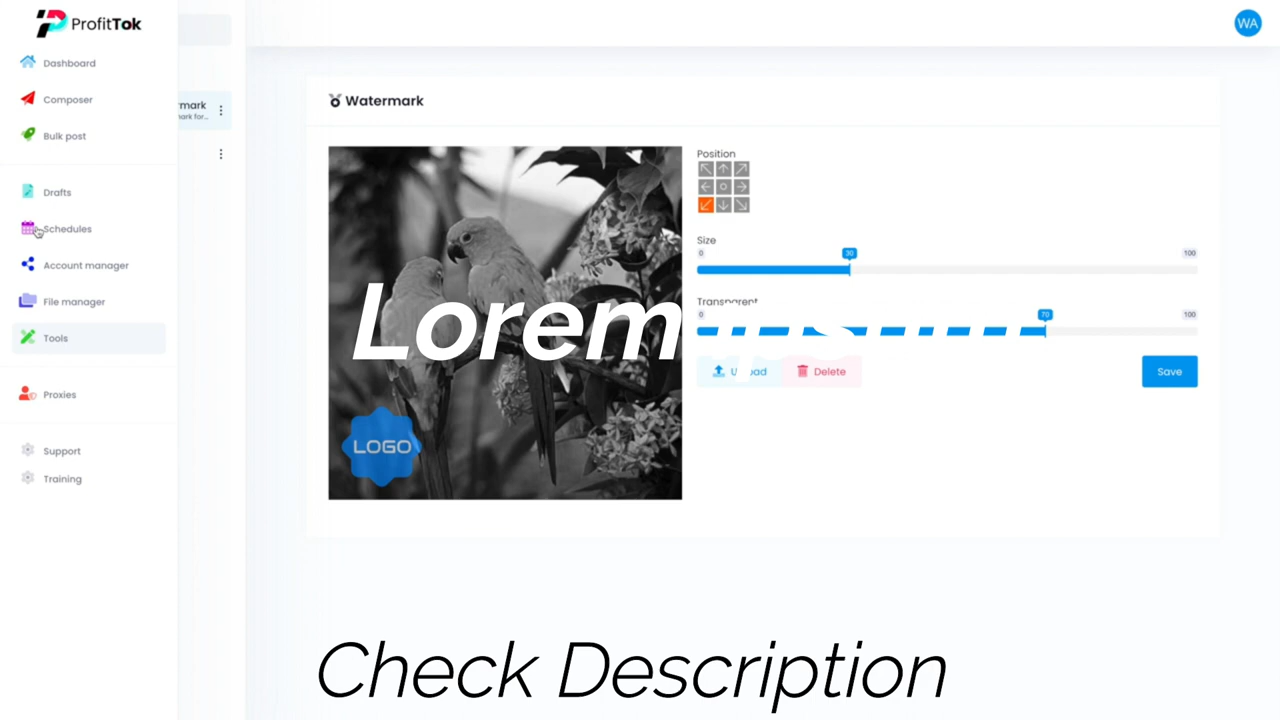 ProfitTok
WA
Dashboard
Composer
Bulk post
Drafts
Schedules
Account manager
File manager
Tools
Proxies
Support
Training
rmark
Watermark
Position
Size
0
30
100
Transparent
0
70
100
Lorem
Delete
Save
LOGO
Check Description